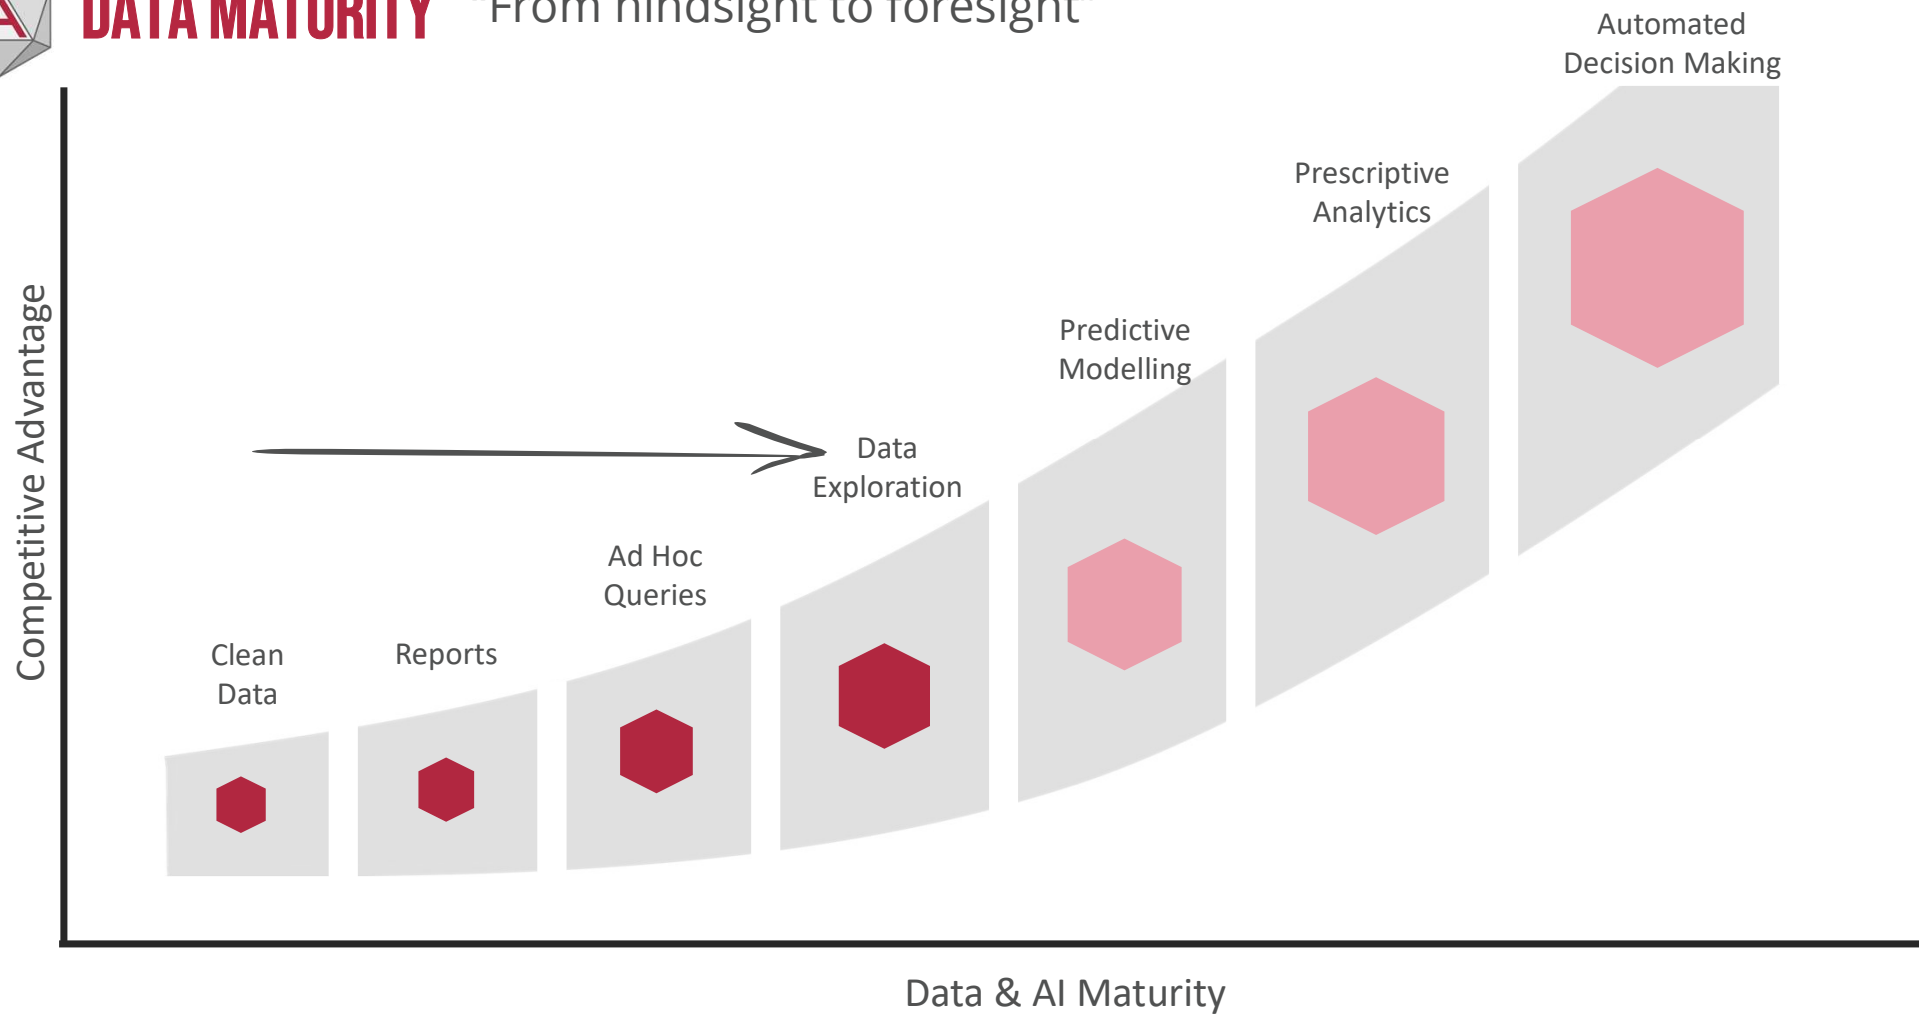 DATA MATURITY "From hindsight to foresight"
Automated
Decision Making
Prescriptive
Analytics
Predictive
Modelling
Data
Exploration
Ad Hoc
Queries
Clean
Data
Reports
Competitive Advantage
Data & AI Maturity